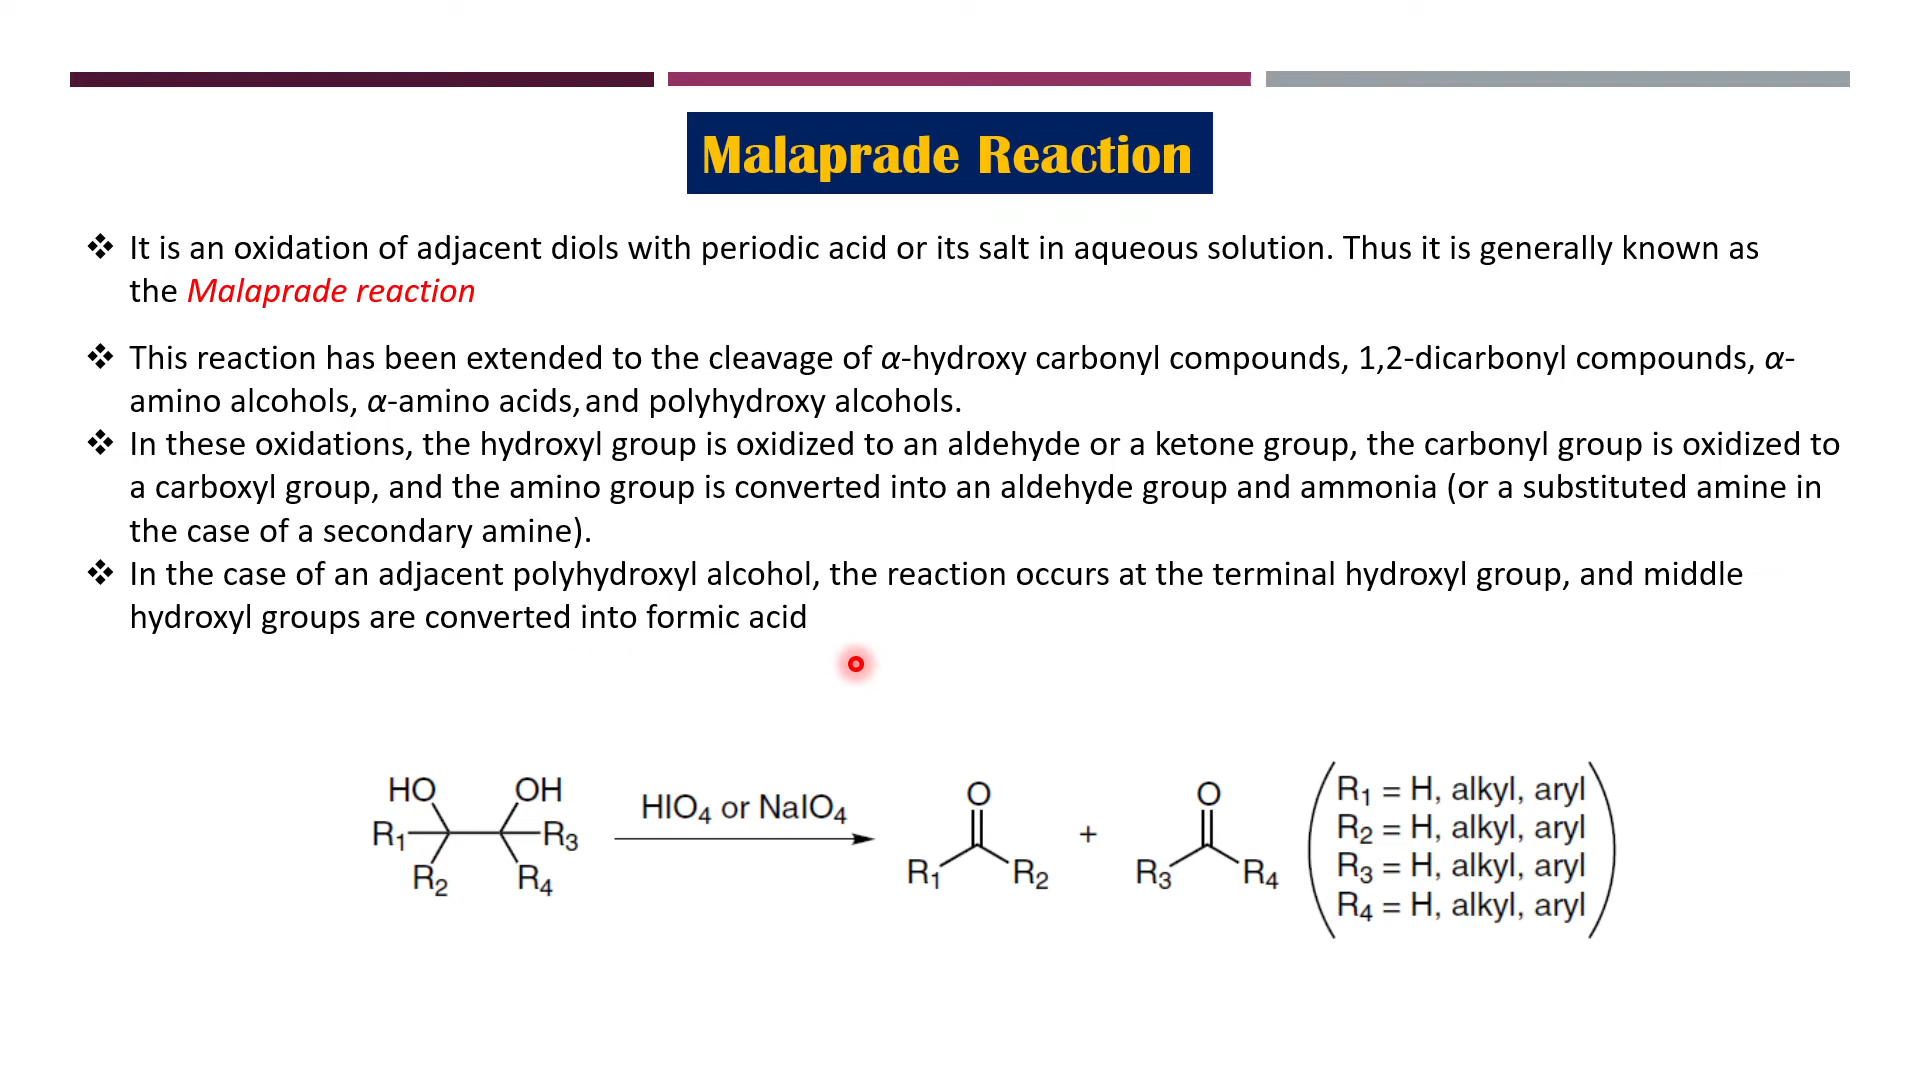 Malaprade Reaction
❖ It is an oxidation of adjacent diols with periodic acid or its salt in aqueous solution. Thus it is generally known as
the Malaprade reaction
❖ This reaction has been extended to the cleavage of α-hydroxy carbonyl compounds, 1,2-dicarbonyl compounds, α-
amino alcohols, α-amino acids, and polyhydroxy alcohols.
❖ In these oxidations, the hydroxyl group is oxidized to an aldehyde or a ketone group, the carbonyl group is oxidized to
a carboxyl group, and the amino group is converted into an aldehyde group and ammonia (or a substituted amine in
the case of a secondary amine).
❖ In the case of an adjacent polyhydroxyl alcohol, the reaction occurs at the terminal hydroxyl group, and middle
hydroxyl groups are converted into formic acid
HO OH
R₁ R₃
R₂ R₄
HIO₄ or NaIO₄
O
R₁ R₂
+
O
R₃ R₄
R₁ = H, alkyl, aryl
R₂ = H, alkyl, aryl
R₃ = H, alkyl, aryl
R₄ = H, alkyl, aryl